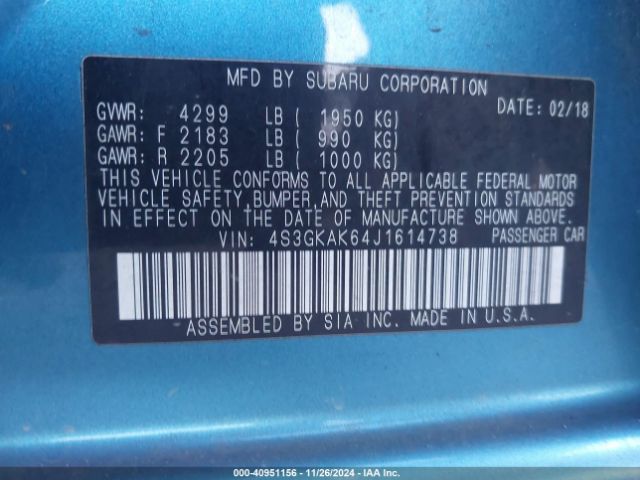 MFD BY SUBARU CORPORATION
DATE: 02/18
GVWR: 4299 LB ( 1950 KG)
GAWR: F 2183 LB ( 990 KG)
GAWR: R 2205 LB ( 1000 KG)
THIS VEHICLE CONFORMS TO ALL APPLICABLE FEDERAL MOTOR
VEHICLE SAFETY, BUMPER, AND THEFT PREVENTION STANDARDS
IN EFFECT ON THE DATE OF MANUFACTURE SHOWN ABOVE.
VIN: 4S3GKAK64J1614738 PASSENGER CAR
ASSEMBLED BY SIA INC. MADE IN U.S.A.
000-40951156 - 11/26/2024 - IAA Inc.